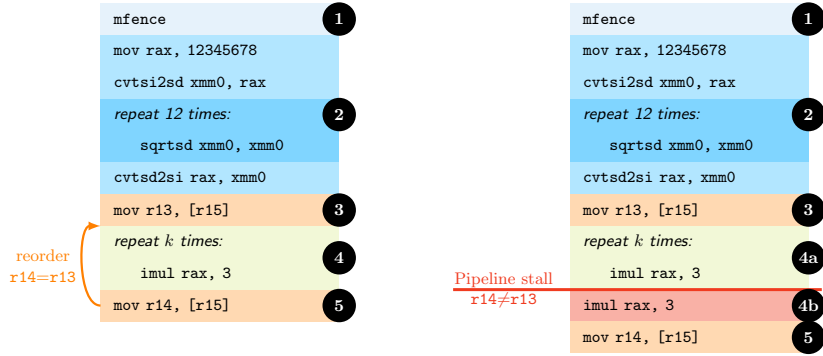 mfence 1
mov rax, 12345678
cvtsi2sd xmm0, rax
repeat 12 times: 2
sqrtsd xmm0, xmm0
cvtsd2si rax, xmm0
mov r13, [r15] 3
repeat k times:
4
imul rax, 3
mov r14, [r15] 5
reorder
r14=r13
mfence 1
mov rax, 12345678
cvtsi2sd xmm0, rax
repeat 12 times: 2
sqrtsd xmm0, xmm0
cvtsd2si rax, xmm0
mov r13, [r15] 3
repeat k times:
4a
imul rax, 3
Pipeline stall
r14≠r13
imul rax, 3 4b
mov r14, [r15] 5